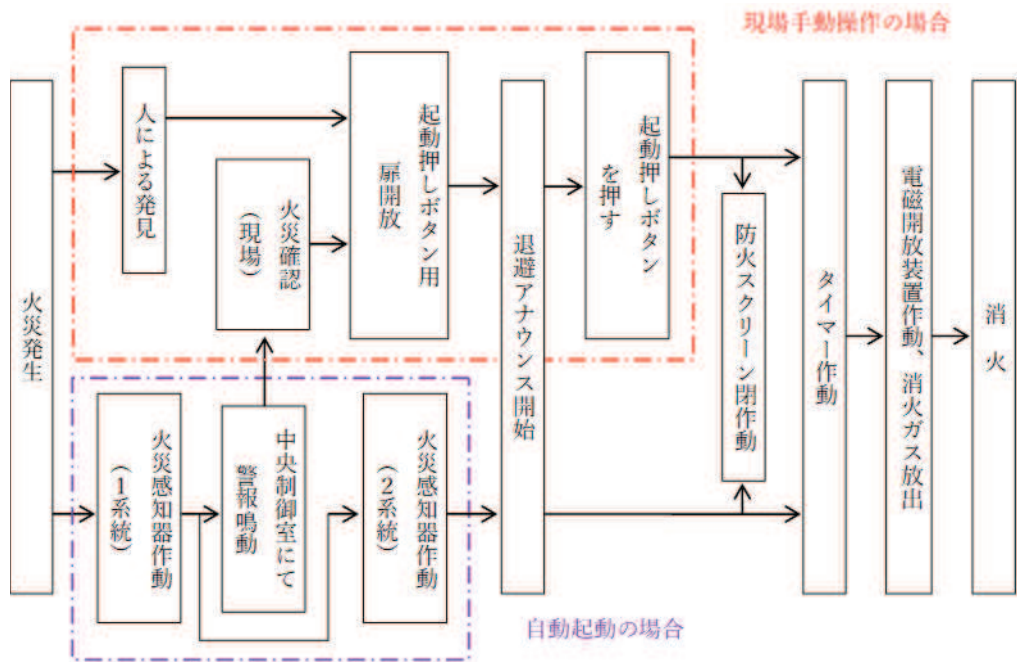 現場手動操作の場合
火災発生
人による発見
火災確認
(現場)
起動押しボタン用
扉開放
退避アナウンス開始
起動押しボタン
を押す
防火スクリーン閉作動
タイマー作動
電磁開放装置作動、消火ガス放出
消火
火災感知器作動
(1系統)
中央制御室にて
警報鳴動
火災感知器作動
(2系統)
自動起動の場合